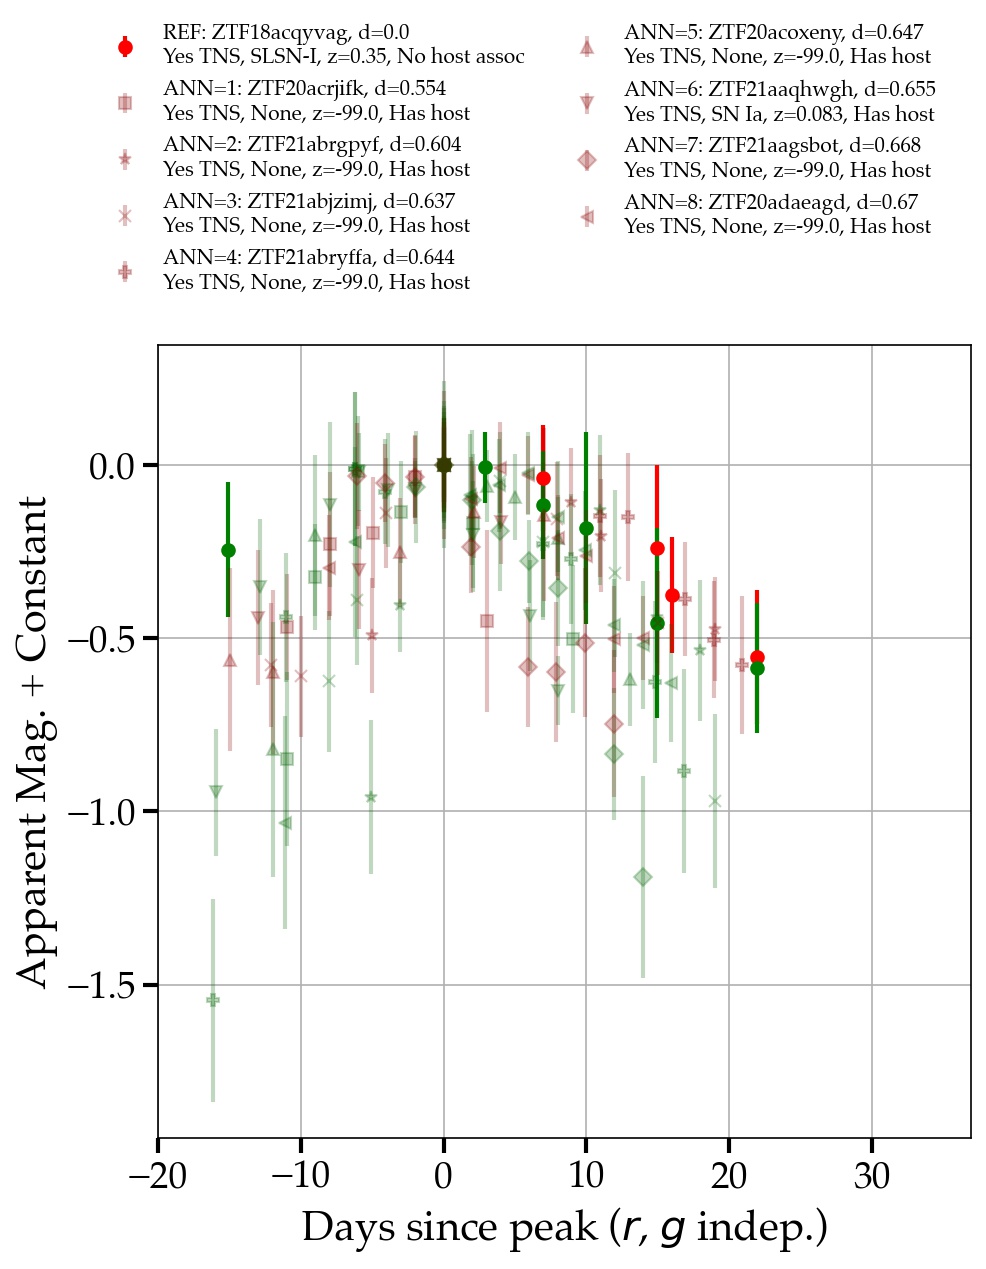 REF: ZTF18acqyvag, d=0.0
Yes TNS, SLSN-I, z=0.35, No host assoc
ANN=1: ZTF20acrjifk, d=0.554
Yes TNS, None, z=-99.0, Has host
ANN=2: ZTF21abrgpyf, d=0.604
Yes TNS, None, z=-99.0, Has host
ANN=3: ZTF21abjzimj, d=0.637
Yes TNS, None, z=-99.0, Has host
ANN=4: ZTF21abryffa, d=0.644
Yes TNS, None, z=-99.0, Has host
ANN=5: ZTF20acoxeny, d=0.647
Yes TNS, None, z=-99.0, Has host
ANN=6: ZTF21aaqhwgh, d=0.655
Yes TNS, SN Ia, z=0.083, Has host
ANN=7: ZTF21aagsbot, d=0.668
Yes TNS, None, z=-99.0, Has host
ANN=8: ZTF20adaeagd, d=0.67
Yes TNS, None, z=-99.0, Has host
Apparent Mag. + Constant
0.0
−0.5
−1.0
−1.5
−20 −10 0 10 20 30
Days since peak (r, g indep.)